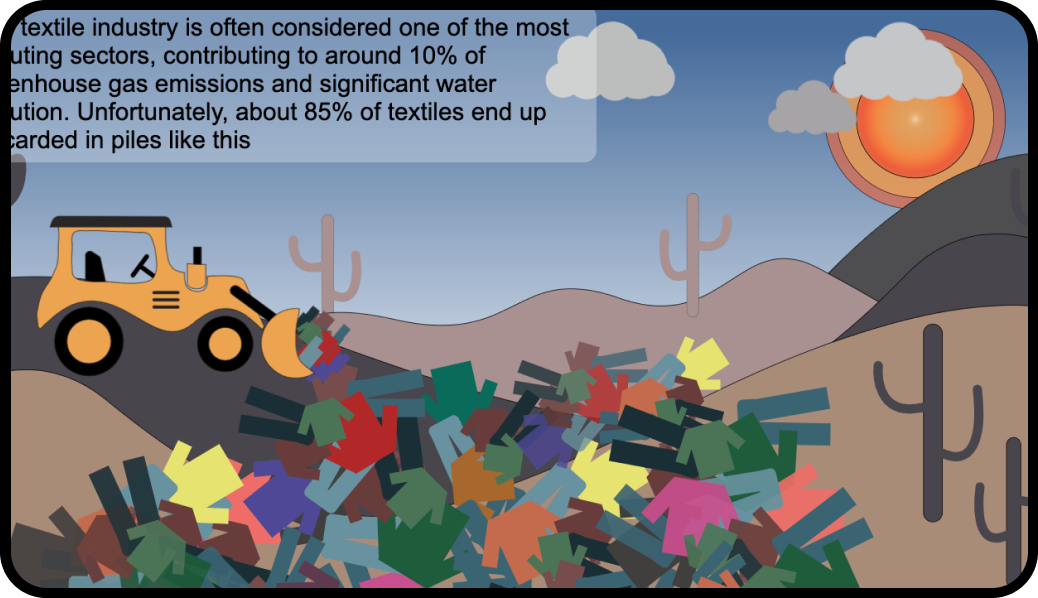 textile industry is often considered one of the most
uting sectors, contributing to around 10% of
enhouse gas emissions and significant water
ution. Unfortunately, about 85% of textiles end up
carded in piles like this